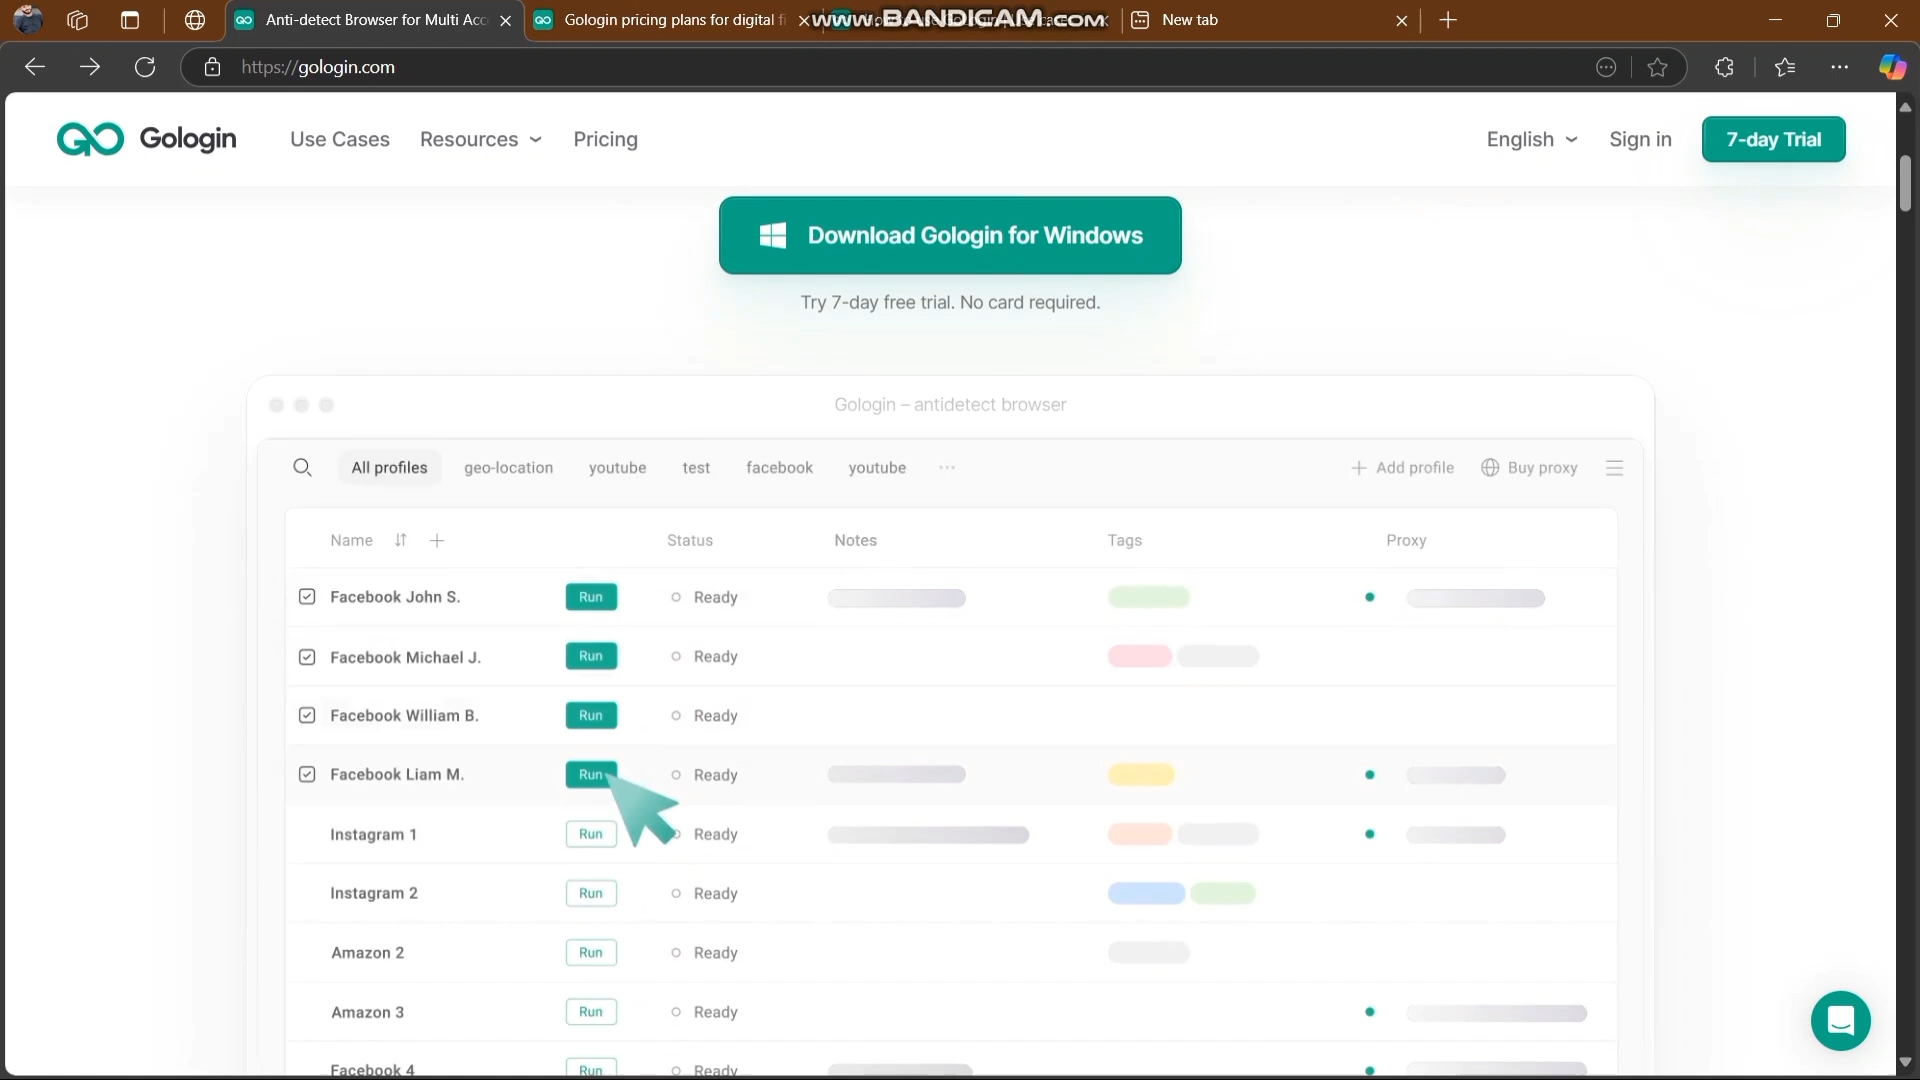 Anti-detect Browser for Multi Acc
Gologin pricing plans for digital fi
www.BANDICAM.COM
New tab
https://gologin.com
GO Gologin
Use Cases
Resources
Pricing
English
Sign in
7-day Trial
Download Gologin for Windows
Try 7-day free trial. No card required.
Gologin – antidetect browser
All profiles
geo-location
youtube
test
facebook
youtube
Add profile
Buy proxy
Name
Status
Notes
Tags
Proxy
Facebook John S.
Run
Ready
Facebook Michael J.
Run
Ready
Facebook William B.
Run
Ready
Facebook Liam M.
Run
Ready
Instagram 1
Run
Ready
Instagram 2
Run
Ready
Amazon 2
Run
Ready
Amazon 3
Run
Ready
Facebook 4
Run
Ready